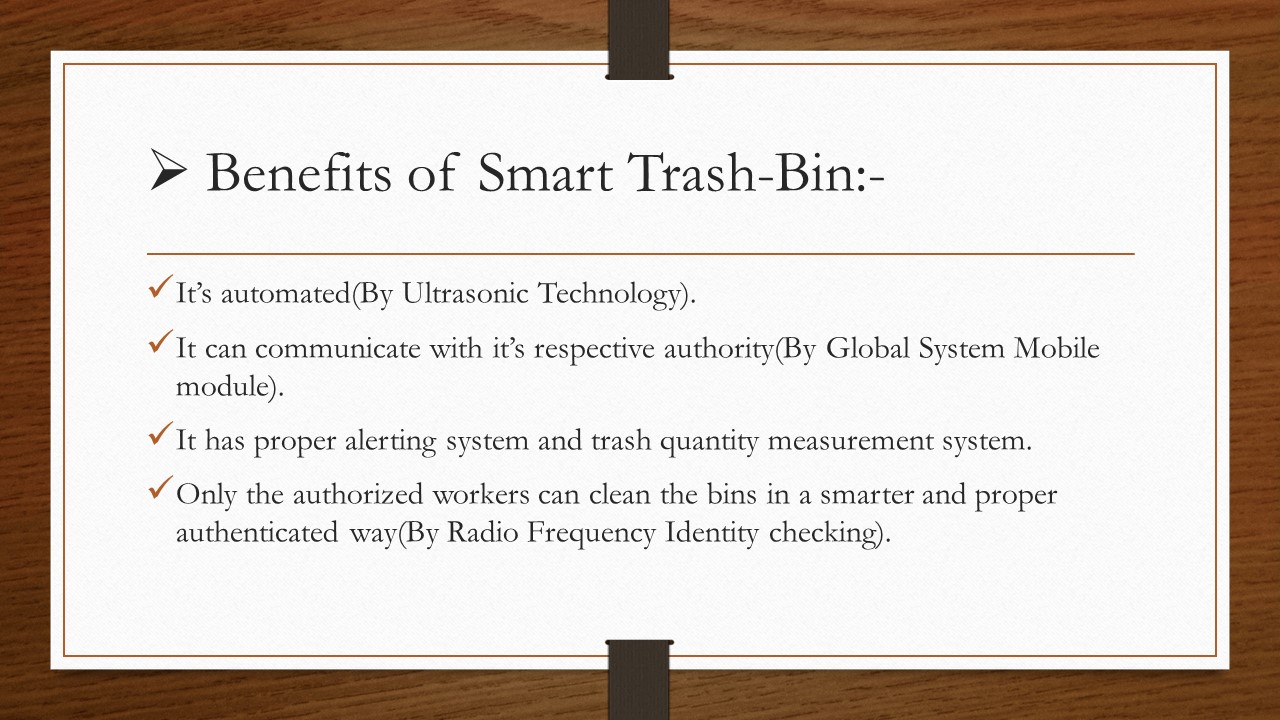 ➢ Benefits of Smart Trash-Bin:-
✓It’s automated(By Ultrasonic Technology).
✓It can communicate with it’s respective authority(By Global System Mobile
module).
✓It has proper alerting system and trash quantity measurement system.
✓Only the authorized workers can clean the bins in a smarter and proper
authenticated way(By Radio Frequency Identity checking).